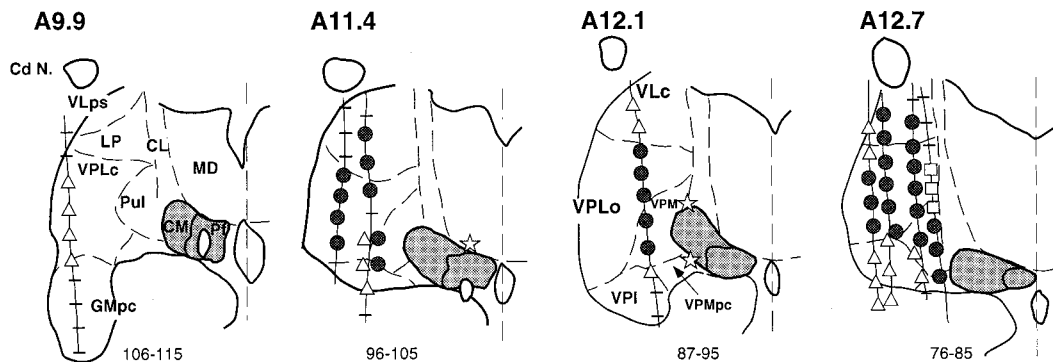 A9.9 A11.4 A12.1 A12.7
Cd N.
VLps
LP
CL
VPLc
MD
Pul
CM
Pf
GMpc
106-115
96-105
VLc
VPLo
VPM
VPI
VPMpc
87-95
76-85